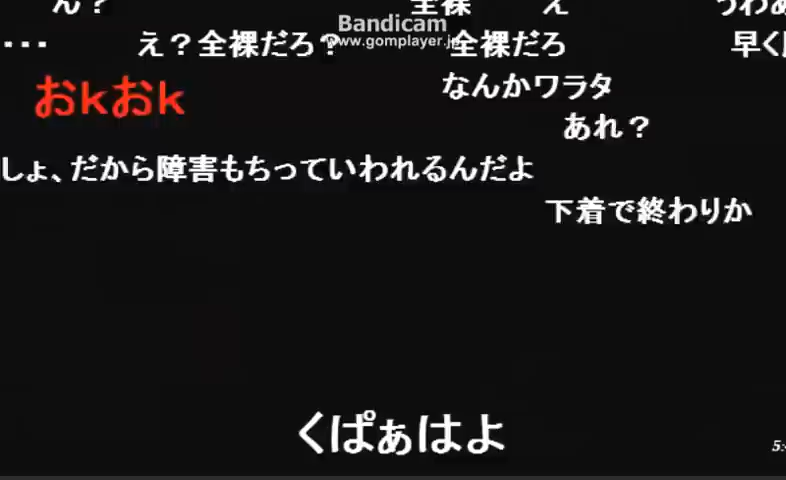 ん？ 全裸 え うわあ
・・・ え？全裸だろ？ 全裸だろ 早く
Bandicam
www.gomplayer.jp
おkおk なんかワラタ
あれ？
しょ、だから障害もちっていわれるんだよ
下着で終わりか
くぱぁはよ